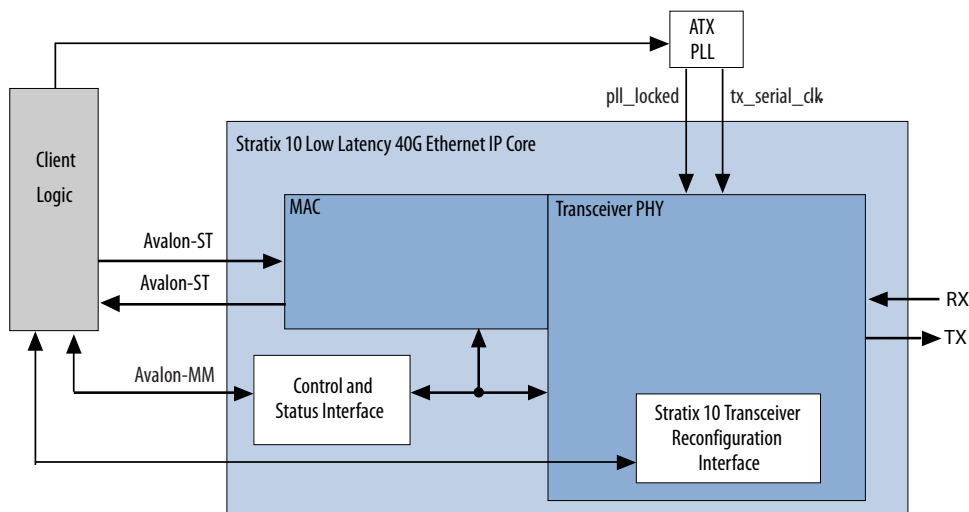 ATX
PLL
pll_locked
tx_serial_clk
Stratix 10 Low Latency 40G Ethernet IP Core
Client
Logic
MAC
Transceiver PHY
Avalon-ST
Avalon-ST
RX
TX
Avalon-MM
Control and
Status Interface
Stratix 10 Transceiver
Reconfiguration
Interface